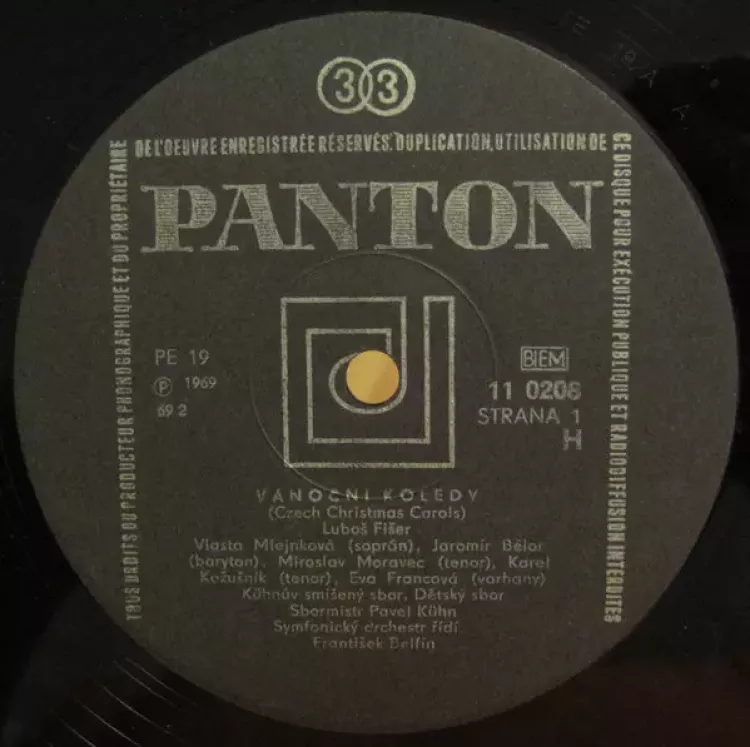 33
DE L'OEUVRE ENREGISTRÉE RÉSERVÉS. DUPLICATION, UTILISATION DE
CE DISQUE POUR EXÉCUTION PUBLIQUE ET RADIODIFFUSION INTERDITES
TOUS DROITS DU PRODUCTEUR PHONOGRAPHIQUE ET DU PROPRIÉTAIRE
PANTON
PE 19
Ⓟ 1969
69 2
BIEM
11 0208
STRANA 1
H
VÁNOČNÍ KOLEDY
(Czech Christmas Carols)
Luboš Fišer
Vlasta Mlejnková (soprán), Jaromír Bělor
(baryton), Miroslav Moravec (tenor), Karel
Kožušník (tenor), Eva Francová (varhany)
Kühnův smíšený sbor, Dětský sbor
Sbormistr Pavel Kühn
Symfonický orchestr řídí
František Belfín